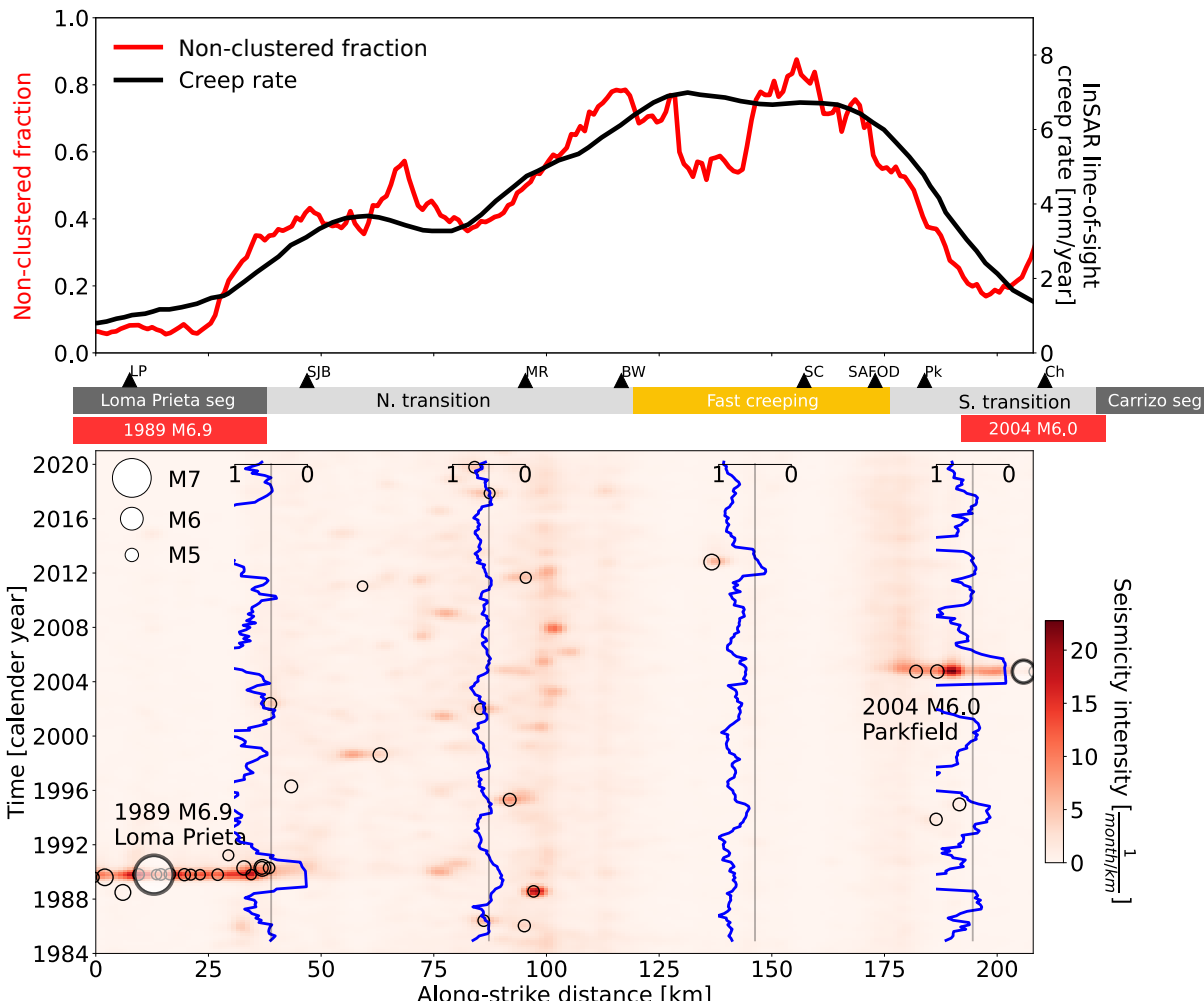 1.0
0.8
0.6
0.4
0.2
0.0
Non-clustered fraction
Non-clustered fraction
Creep rate
8
6
4
2
0
InSAR line-of-sight
creep rate [mm/year]
LP
SJB
MR
BW
SC
SAFOD
Pk
Ch
Loma Prieta seg
N. transition
Fast creeping
S. transition
Carrizo seg
1989 M6.9
2004 M6.0
2020
2016
2012
2008
2004
2000
1996
1992
1988
1984
Time [calender year]
M7
M6
M5
1 0
1 0
1 0
1 0
1989 M6.9
Loma Prieta
2004 M6.0
Parkfield
0 25 50 75 100 125 150 175 200
Along-strike distance [km]
20
15
10
5
0
Seismicity intensity [1/month/km]